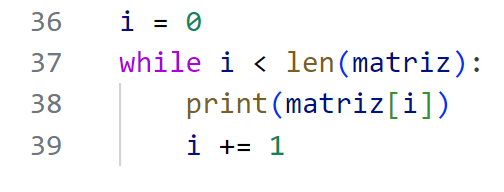 36 i = 0
37 while i < len(matriz):
38     print(matriz[i])
39     i += 1